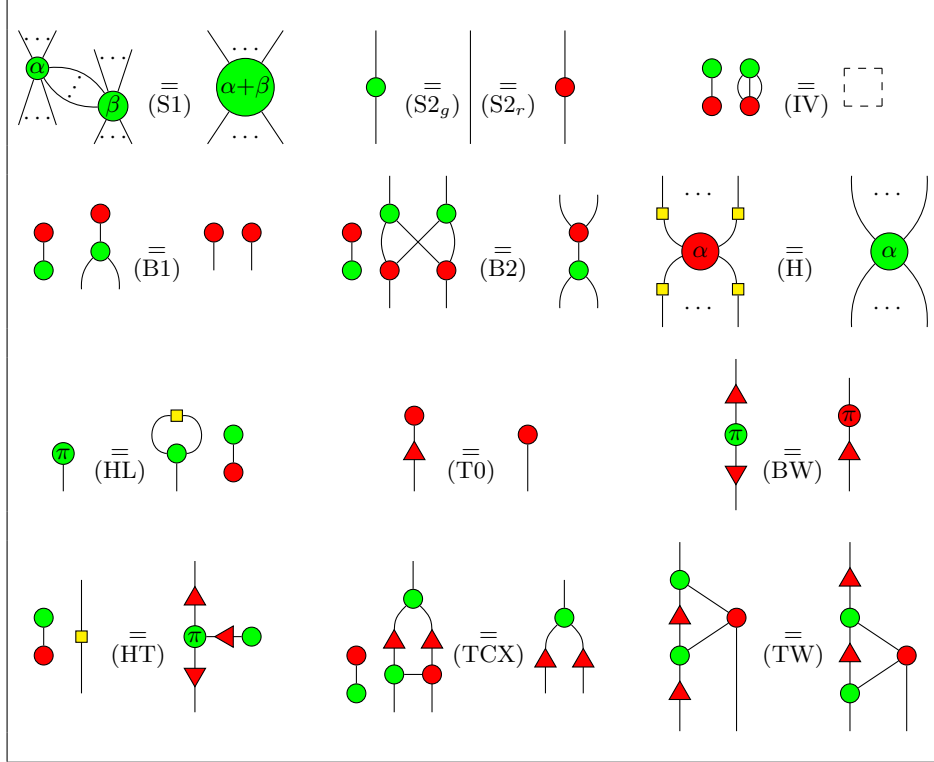 ··· α ··· β ··· ··· = (S1) ··· α+β ···
= (S2g) = (S2r)
= (IV)
= (B1)
= (B2)
··· α ··· = (H) ··· α ···
π = (HL)
= (T0)
π = (BW) π
= (HT) π
= (TCX)
= (TW)